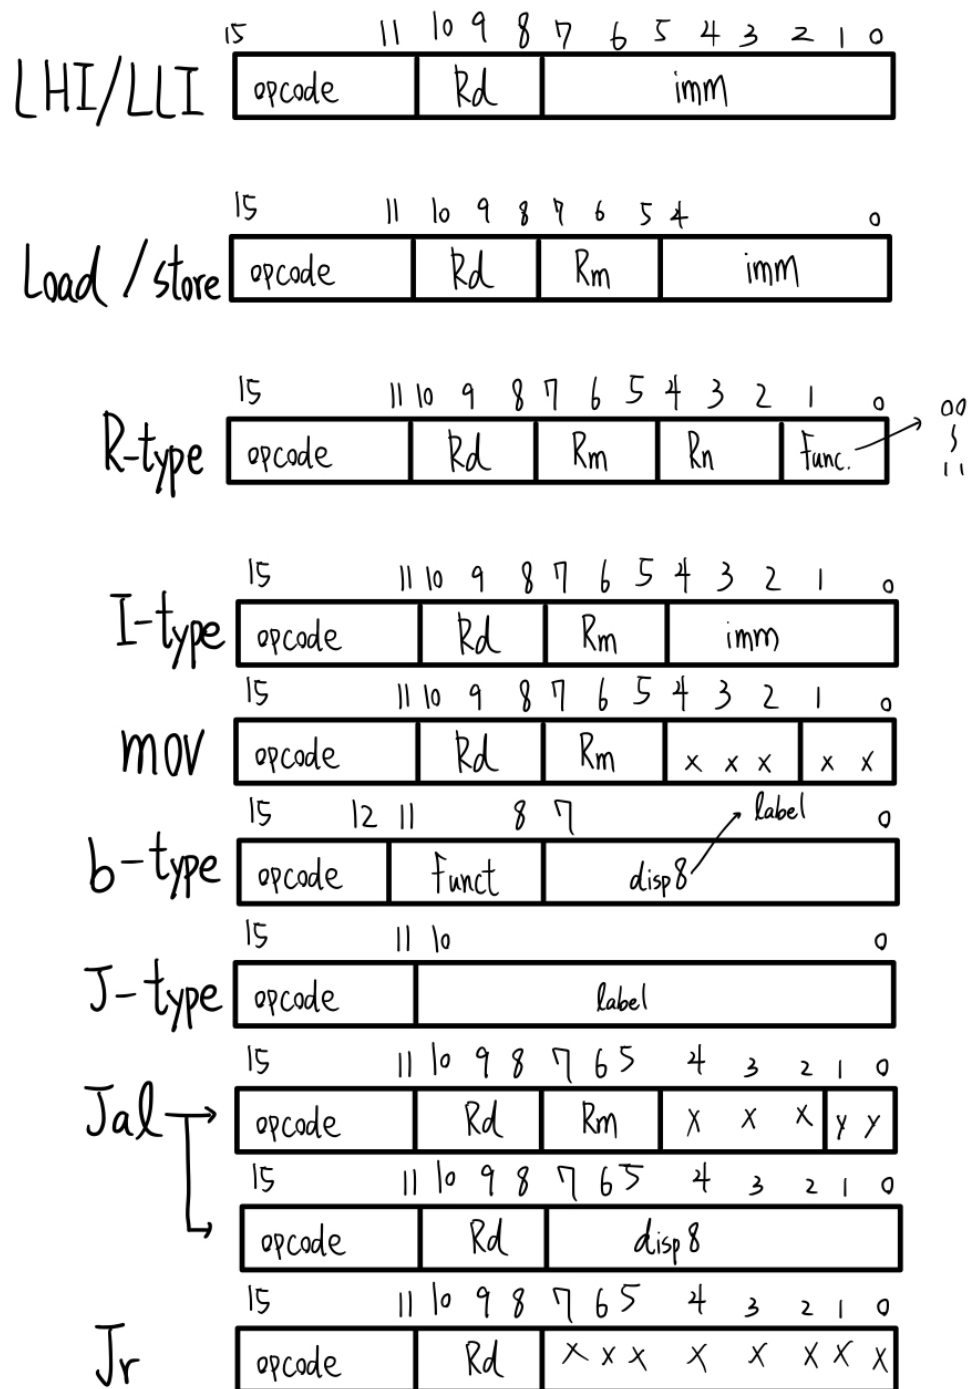 15 11 10 9 8 7 6 5 4 3 2 1 0
LHI/LLI opcode Rd imm
15 11 10 9 8 7 6 5 4 0
Load / store opcode Rd Rm imm
15 11 10 9 8 7 6 5 4 3 2 1 0 00
R-type opcode Rd Rm Rn Func.
11
15 11 10 9 8 7 6 5 4 3 2 1 0
I-type opcode Rd Rm imm
15 11 10 9 8 7 6 5 4 3 2 1 0
mov opcode Rd Rm x x x x x
15 12 11 8 7 label 0
b-type opcode Funct disp8
15 11 10 0
J-type opcode label
15 11 10 9 8 7 6 5 4 3 2 1 0
Jal opcode Rd Rm X X X y y
15 11 10 9 8 7 6 5 4 3 2 1 0
opcode Rd disp8
15 11 10 9 8 7 6 5 4 3 2 1 0
Jr opcode Rd X X X X X X X X